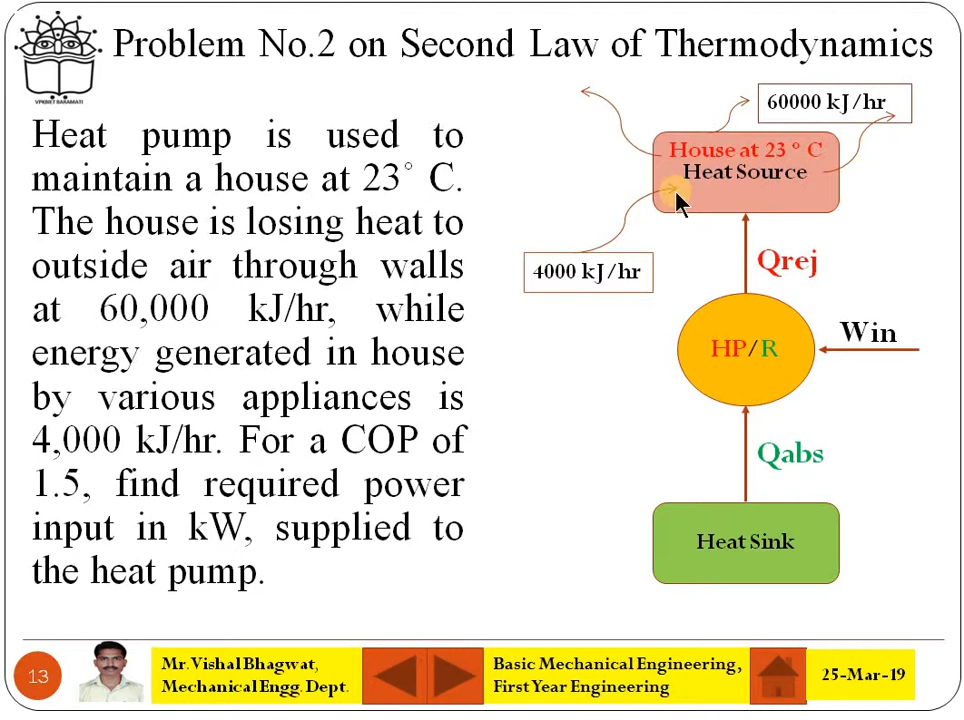 Problem No.2 on Second Law of Thermodynamics
VPKBIET BARAMATI
Heat pump is used to
maintain a house at 23° C.
The house is losing heat to
outside air through walls
at 60,000 kJ/hr, while
energy generated in house
by various appliances is
4,000 kJ/hr. For a COP of
1.5, find required power
input in kW, supplied to
the heat pump.
60000 kJ/hr
House at 23 ° C
Heat Source
4000 kJ/hr
Qrej
HP/R
Win
Qabs
Heat Sink
13
Mr. Vishal Bhagwat,
Mechanical Engg. Dept.
Basic Mechanical Engineering,
First Year Engineering
25-Mar-19